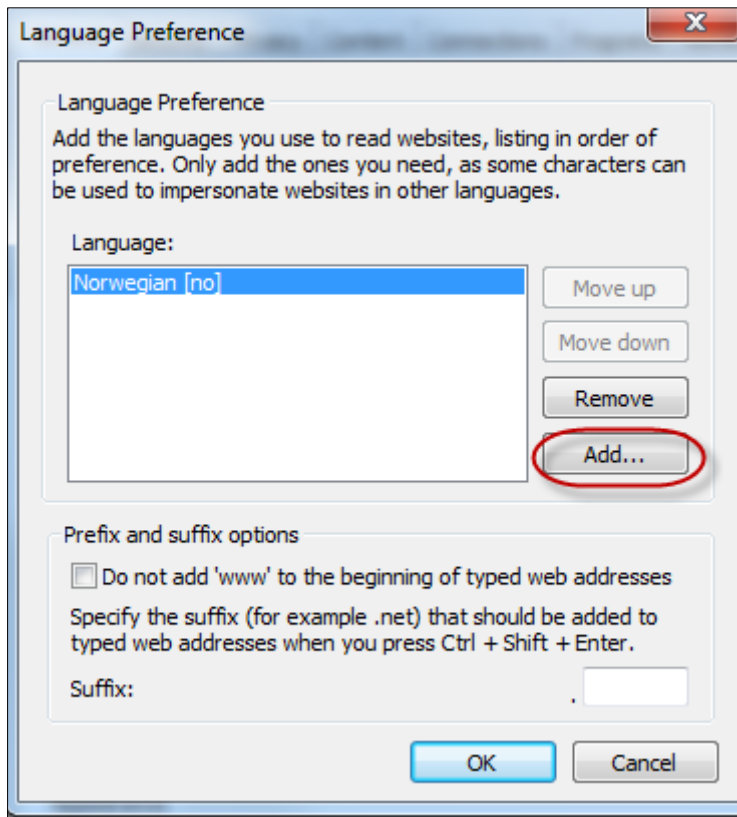 Language Preference
Language Preference
Add the languages you use to read websites, listing in order of
preference. Only add the ones you need, as some characters can
be used to impersonate websites in other languages.
Language:
Norwegian [no]
Move up
Move down
Remove
Add...
Prefix and suffix options
Do not add 'www' to the beginning of typed web addresses
Specify the suffix (for example .net) that should be added to
typed web addresses when you press Ctrl + Shift + Enter.
Suffix:
.
OK
Cancel